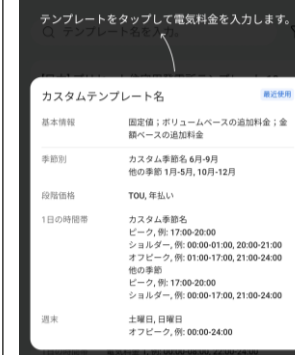 テンプレートをタップして電気料金を入力します。
テンプレート名を入力。
カスタムテンプレート名
最近使用
基本情報
固定値；ボリュームベースの追加料金；金
額ベースの追加料金
季節別
カスタム季節名 6月-9月
他の季節 1月-5月, 10月-12月
段階価格
TOU, 年払い
1日の時間帯
カスタム季節名
ピーク, 例: 17:00-20:00
ショルダー, 例: 00:00-01:00, 20:00-21:00
オフピーク, 例: 01:00-17:00, 21:00-24:00
他の季節
ピーク, 例: 17:00-20:00
ショルダー, 例: 00:00-17:00, 21:00-24:00
週末
土曜日, 日曜日
オフピーク, 例: 00:00-24:00